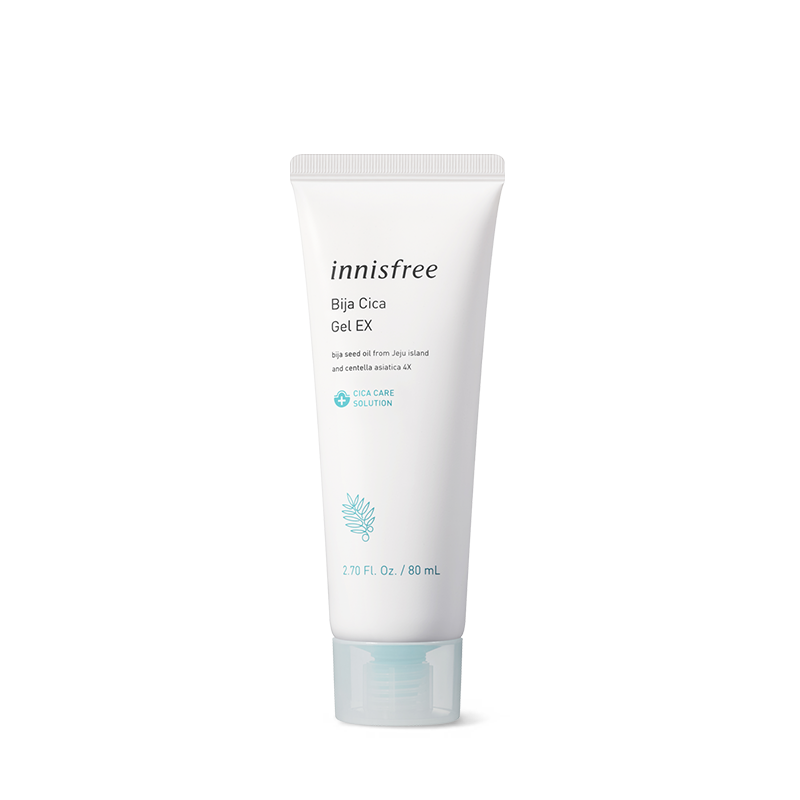 innisfree
Bija Cica
Gel EX
bija seed oil from Jeju island
and centella asiatica 4X
CICA CARE
SOLUTION
2.70 Fl. Oz. / 80 mL